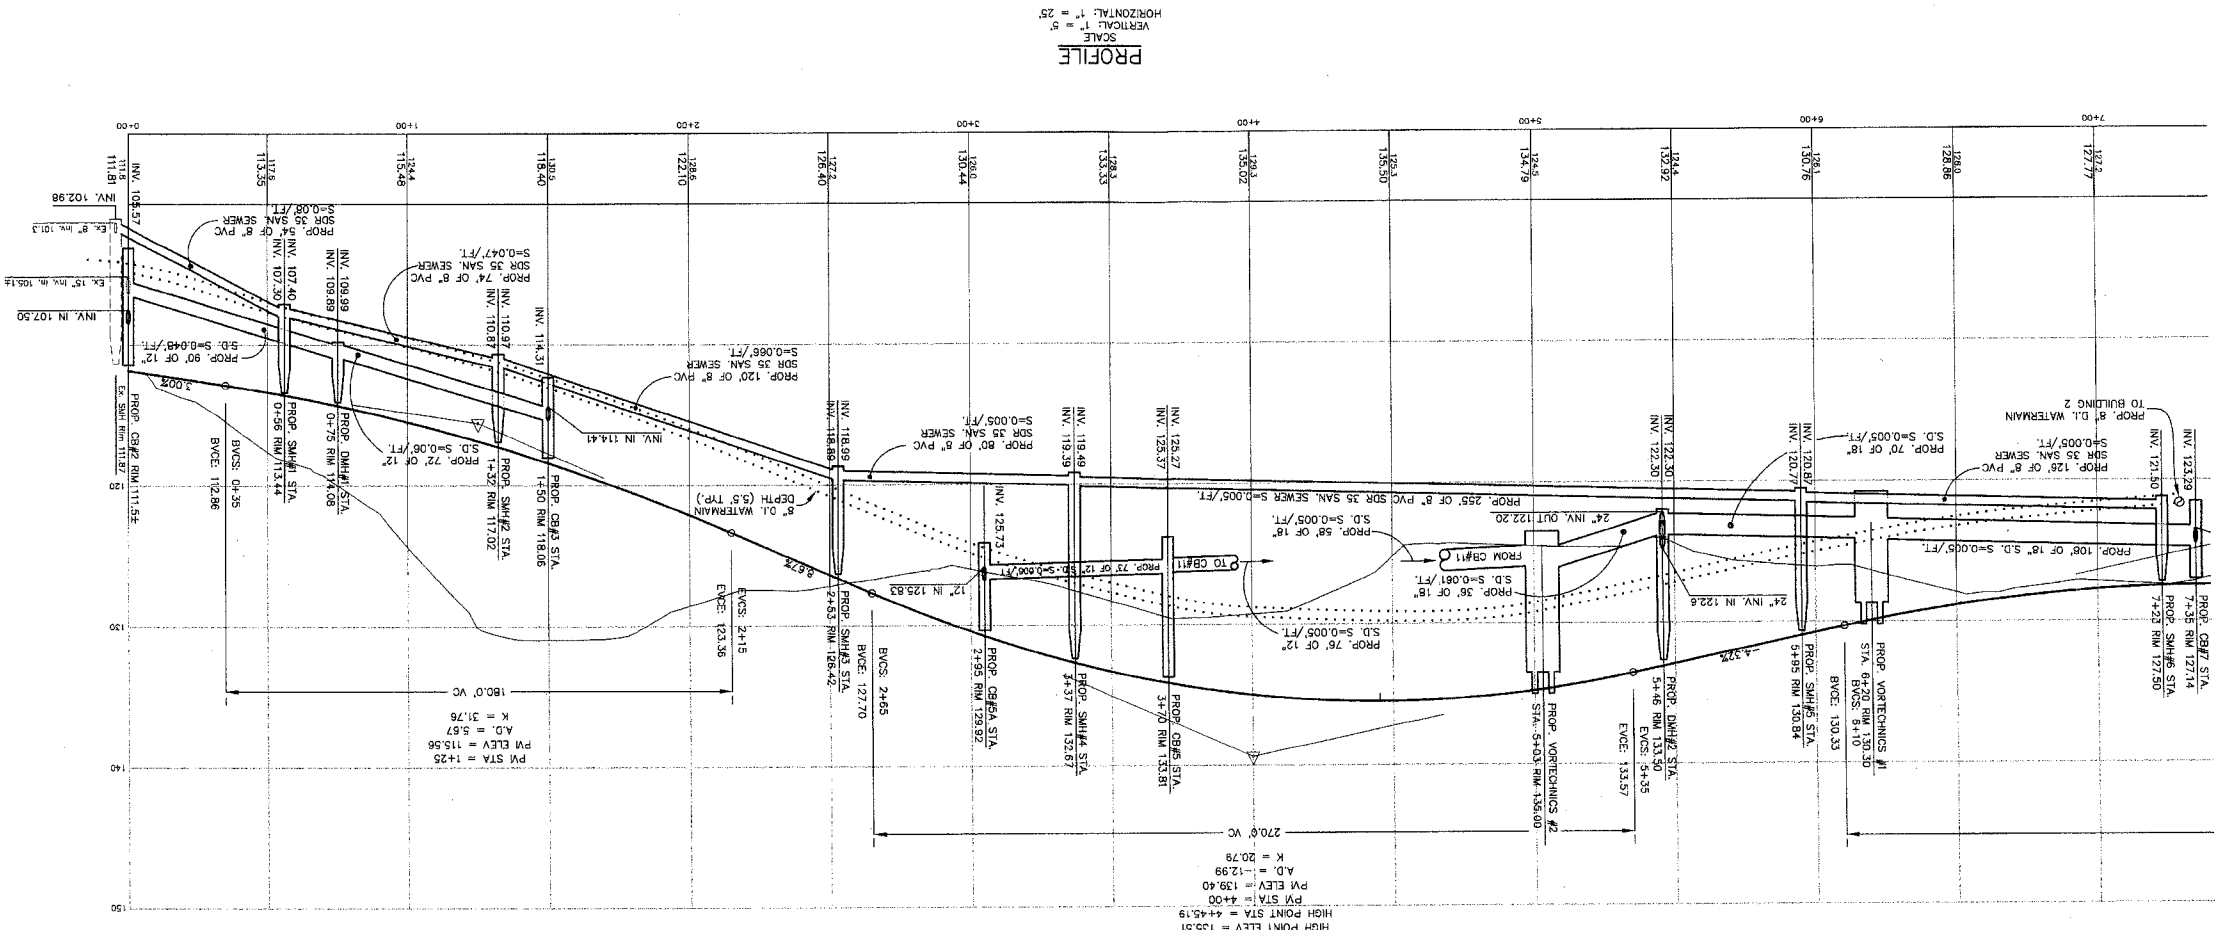 PROFILE
SCALE
VERTICAL: 1" = 5'
HORIZONTAL: 1" = 25'
0+00
1+00
2+00
3+00
4+00
5+00
6+00
7+00
111.8
111.81
117.6
113.35
124.4
115.48
130.5
118.40
128.6
122.10
127.2
126.40
126.0
130.44
128.3
133.33
129.3
135.02
135.50
124.5
134.79
124.4
132.92
126.1
130.76
128.0
128.86
127.2
127.77
120
130
140
150
INV. 102.98
Ex. 8" Inv. 101.3
Ex. 15" Inv. In. 105.1±
INV. IN 107.50
INV. 105.57
PROP. 54' OF 8" PVC
SDR 35 SAN. SEWER
S=0.08'/FT.
INV. 107.40
INV. 107.30
INV. 109.99
INV. 109.89
PROP. 90' OF 12"
S.D. S=0.048'/FT.
PROP. 74' OF 8" PVC
SDR 35 SAN. SEWER
S=0.047'/FT.
INV. 110.97
INV. 110.87
INV. 114.31
PROP. 72' OF 12"
S.D. S=0.06'/FT.
INV. IN 114.41
PROP. 120' OF 8" PVC
SDR 35 SAN. SEWER
S=0.066'/FT.
INV. 118.99
INV. 118.89
8" D.I. WATERMAIN
DEPTH (5.5' TYP.)
PROP. 80' OF 8" PVC
SDR 35 SAN. SEWER
S=0.005'/FT.
INV. 125.73
12" IN 125.83
INV. 119.49
INV. 119.39
PROP. 73' OF 12" S.D. S=0.005'/FT
INV. 125.27
INV. 125.37
TO CB#11
FROM CB#11
PROP. 255' OF 8" PVC SDR 35 SAN. SEWER S=0.005'/FT.
PROP. 58' OF 18"
S.D. S=0.005'/FT.
PROP. 76' OF 12"
S.D. S=0.005'/FT.
24" INV. OUT 122.20
PROP. 36' OF 18"
S.D. S=0.061'/FT.
INV. 122.30
INV. 122.30
24" INV. IN 122.6
PROP. 70' OF 18"
S.D. S=0.005'/FT.
INV. 120.87
INV. 120.77
PROP. 126' OF 8" PVC
SDR 35 SAN. SEWER
S=0.005'/FT.
PROP. 106' OF 18" S.D. S=0.005'/FT.
PROP. 8" D.I. WATERMAIN
TO BUILDING 2
INV. 121.50
INV. 123.29
3.00%
8.67%
-4.32%
PROP. CB#2 RIM 111.5±
Ex. SMH Rim 111.87
BVCS: 0+35
BVCE: 112.86
PROP. SMH#1 STA.
0+56 RIM 113.44
PROP. DMH#1 STA.
0+75 RIM 114.08
PROP. SMH#2 STA.
1+32 RIM 117.02
PROP. CB#3 STA.
1+50 RIM 118.06
EVCS: 2+15
EVCE: 123.36
PROP. SMH#3 STA.
2+53 RIM 126.42
BVCS: 2+65
BVCE: 127.70
PROP. CB#5A STA.
2+95 RIM 129.92
PROP. SMH#4 STA.
3+37 RIM 132.67
PROP. CB#5 STA.
3+70 RIM 133.81
PROP. VORTECHNICS #2
STA. 5+03 RIM 135.00
EVCS: 5+35
EVCE: 133.57
PROP. DMH#2 STA.
5+46 RIM 133.50
PROP. SMH#5 STA.
5+95 RIM 130.84
BVCS: 6+10
BVCE: 130.33
PROP. VORTECHNICS #1
STA. 6+20 RIM 130.30
PROP. SMH#6 STA.
7+23 RIM 127.50
PROP. CB#7 STA.
7+35 RIM 127.14
180.0' VC
PVI STA = 1+25
PVI ELEV = 115.56
A.D. = 5.67
K = 31.76
270.0' VC
HIGH POINT ELEV = 135.51
HIGH POINT STA = 4+45.19
PVI STA = 4+00
PVI ELEV = 139.40
A.D. = -12.99
K = 20.79